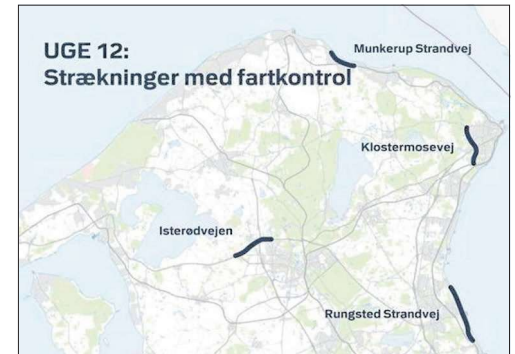 UGE 12:
Strækninger med fartkontrol
Munkerup Strandvej
Klostermosevej
Isterødvejen
Rungsted Strandvej